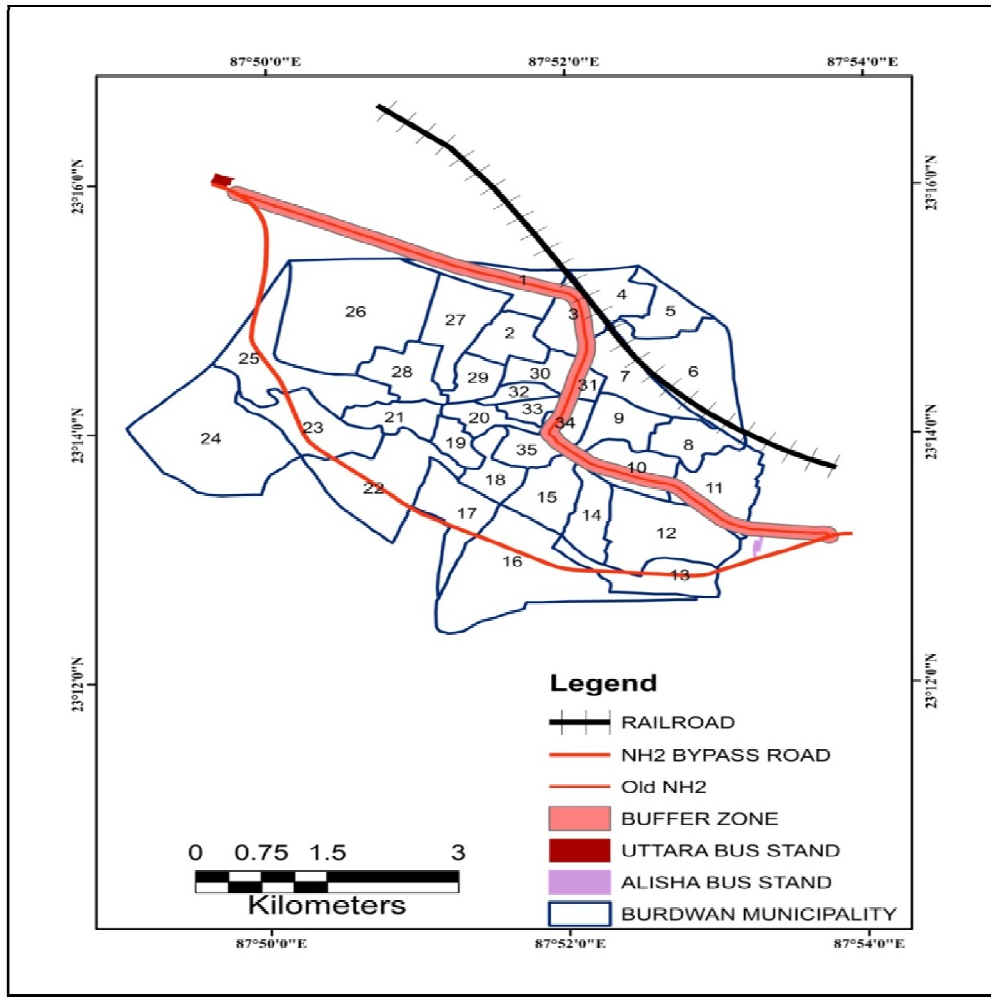 87°50'0"E 87°52'0"E 87°54'0"E
23°16'0"N 23°16'0"N
1
26 27 3 4 5
2
25 28 29 30 31 7 6
32
24 23 21 20 33 34 9 8
19 35
22 18 10 11
17 15 14 12
16 13
23°14'0"N 23°14'0"N
23°12'0"N 23°12'0"N
Legend
RAILROAD
NH2 BYPASS ROAD
Old NH2
BUFFER ZONE
UTTARA BUS STAND
ALISHA BUS STAND
BURDWAN MUNICIPALITY
0 0.75 1.5 3
Kilometers
87°50'0"E 87°52'0"E 87°54'0"E